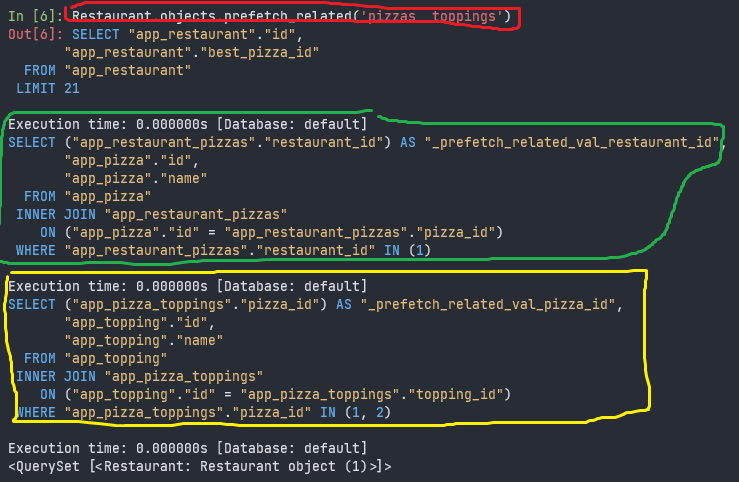 In [6]: Restaurant.objects.prefetch_related('pizzas__toppings')
Out[6]: SELECT "app_restaurant"."id",
       "app_restaurant"."best_pizza_id"
  FROM "app_restaurant"
 LIMIT 21
Execution time: 0.000000s [Database: default]
SELECT ("app_restaurant_pizzas"."restaurant_id") AS "_prefetch_related_val_restaurant_id",
       "app_pizza"."id",
       "app_pizza"."name"
  FROM "app_pizza"
 INNER JOIN "app_restaurant_pizzas"
    ON ("app_pizza"."id" = "app_restaurant_pizzas"."pizza_id")
 WHERE "app_restaurant_pizzas"."restaurant_id" IN (1)
Execution time: 0.000000s [Database: default]
SELECT ("app_pizza_toppings"."pizza_id") AS "_prefetch_related_val_pizza_id",
       "app_topping"."id",
       "app_topping"."name"
  FROM "app_topping"
 INNER JOIN "app_pizza_toppings"
    ON ("app_topping"."id" = "app_pizza_toppings"."topping_id")
 WHERE "app_pizza_toppings"."pizza_id" IN (1, 2)
Execution time: 0.000000s [Database: default]
<QuerySet [<Restaurant: Restaurant object (1)>]>